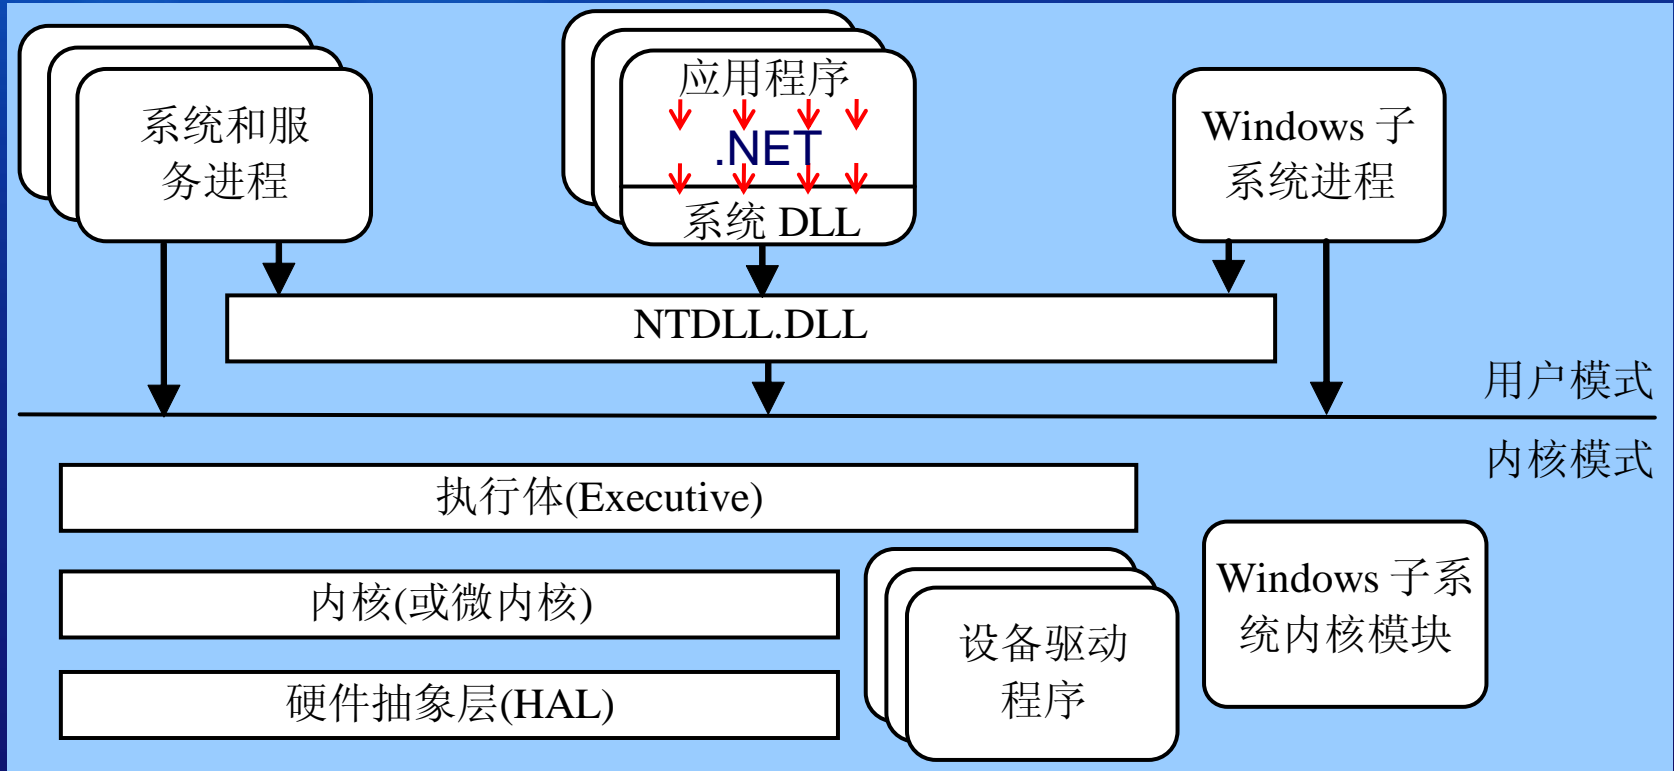 系统和服
务进程
应用程序
.NET
系统 DLL
Windows 子
系统进程
NTDLL.DLL
用户模式
内核模式
执行体(Executive)
内核(或微内核)
硬件抽象层(HAL)
设备驱动
程序
Windows 子系
统内核模块